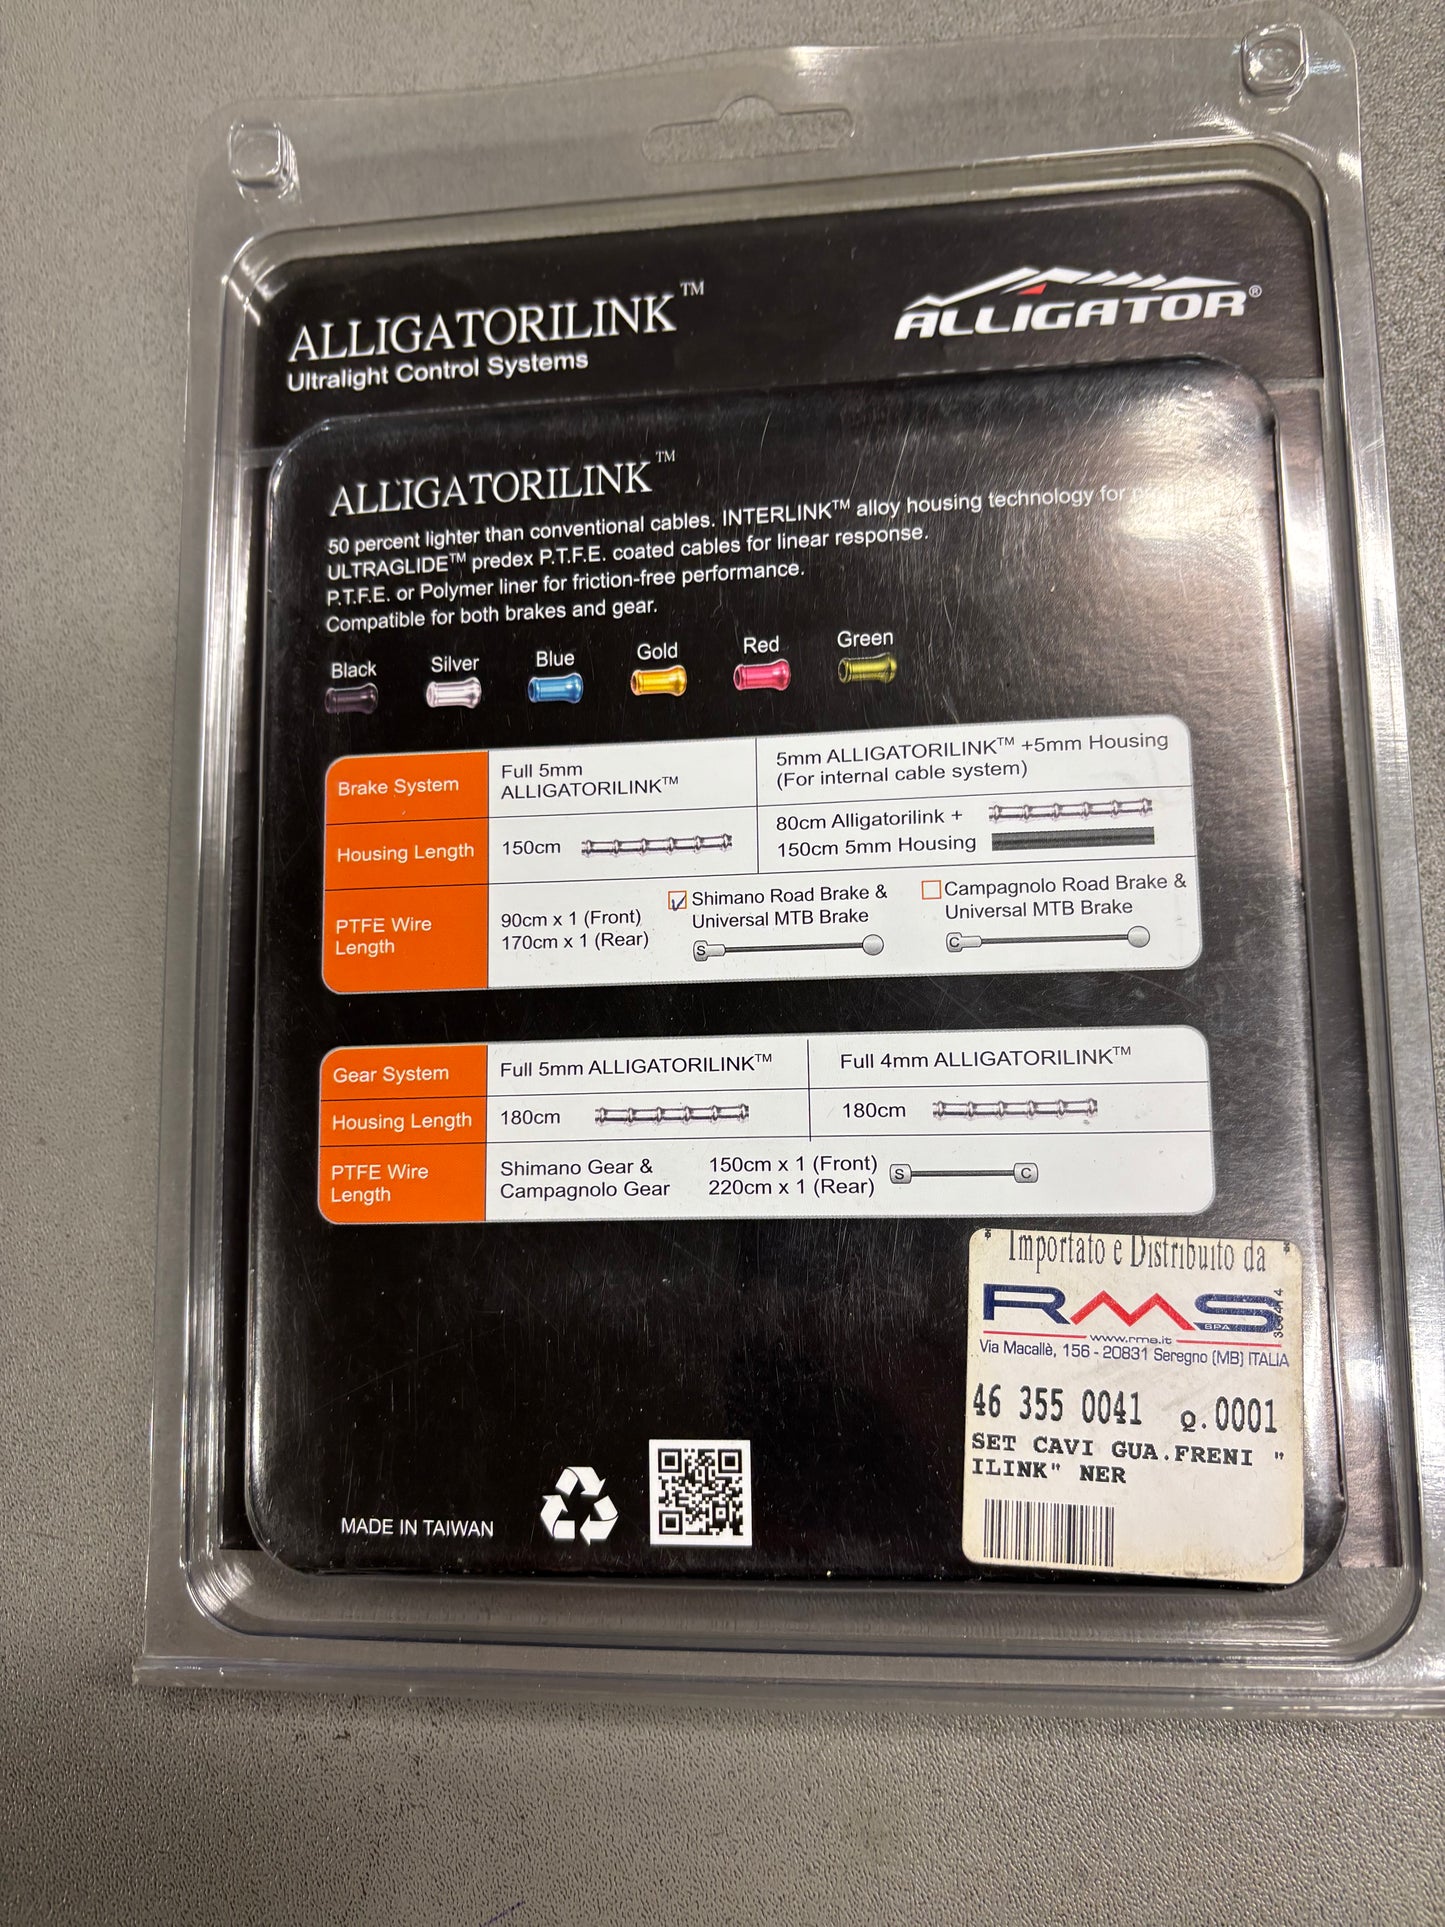 ALLIGATORILINK™
Ultralight Control Systems
ALLIGATOR®
ALLIGATORILINK™
50 percent lighter than conventional cables. INTERLINK™ alloy housing technology for
ULTRAGLIDE™ predex P.T.F.E. coated cables for linear response.
P.T.F.E. or Polymer liner for friction-free performance.
Compatible for both brakes and gear.
Black Silver Blue Gold Red Green
Brake System
Full 5mm
ALLIGATORILINK™
5mm ALLIGATORILINK™ +5mm Housing
(For internal cable system)
Housing Length
150cm
80cm Alligatorilink +
150cm 5mm Housing
PTFE Wire
Length
90cm x 1 (Front)
170cm x 1 (Rear)
Shimano Road Brake &
Universal MTB Brake
S
Campagnolo Road Brake &
Universal MTB Brake
C
Gear System
Full 5mm ALLIGATORILINK™
Full 4mm ALLIGATORILINK™
Housing Length
180cm
180cm
PTFE Wire
Length
Shimano Gear &
Campagnolo Gear
150cm x 1 (Front)
220cm x 1 (Rear)
S C
MADE IN TAIWAN
* Importato e Distribuito da *
RMS
SPA
www.rms.it
Via Macallè, 156 - 20831 Seregno (MB) ITALIA
46 355 0041 Q.0001
SET CAVI GUA.FRENI "
ILINK" NER